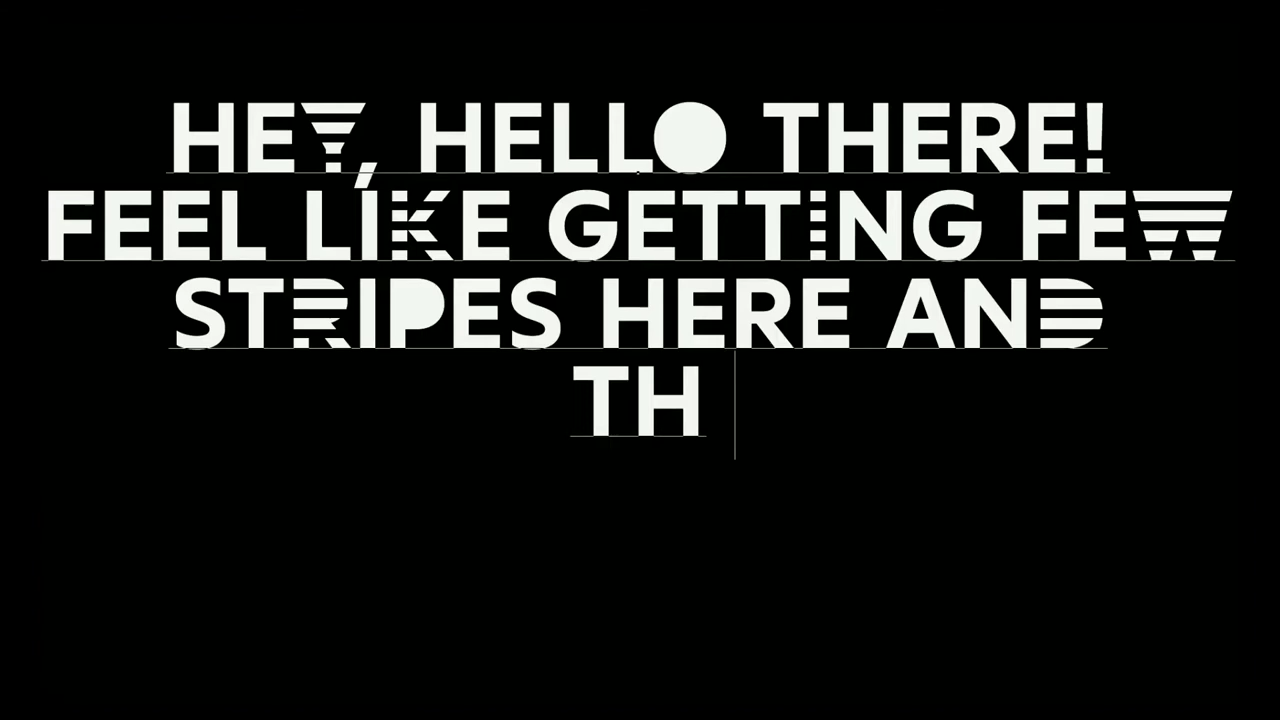 HEY, HELLO THERE!
FEEL LIKE GETTING FEW
STRIPES HERE AND
TH